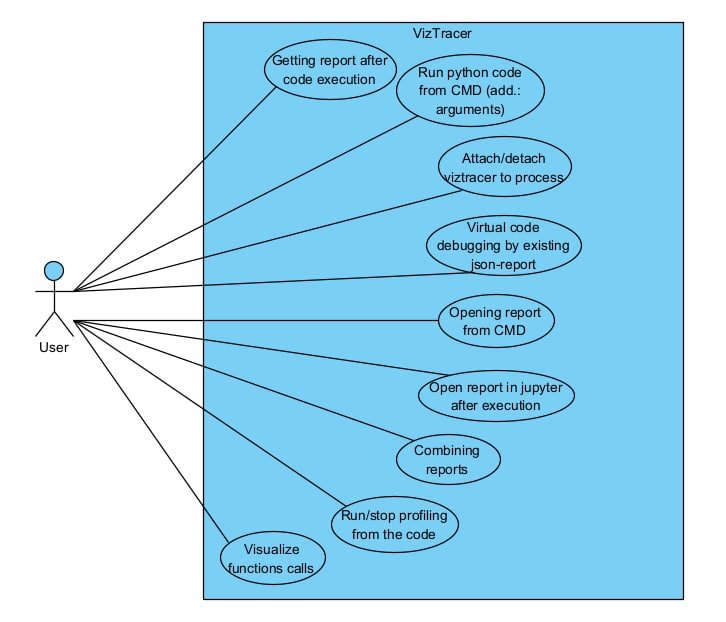 VizTracer
Getting report after
code execution
Run python code
from CMD (add.:
arguments)
Attach/detach
viztracer to process
Virtual code
debugging by existing
json-report
Opening report
from CMD
Open report in jupyter
after execution
Combining
reports
Run/stop profiling
from the code
Visualize
functions calls
User